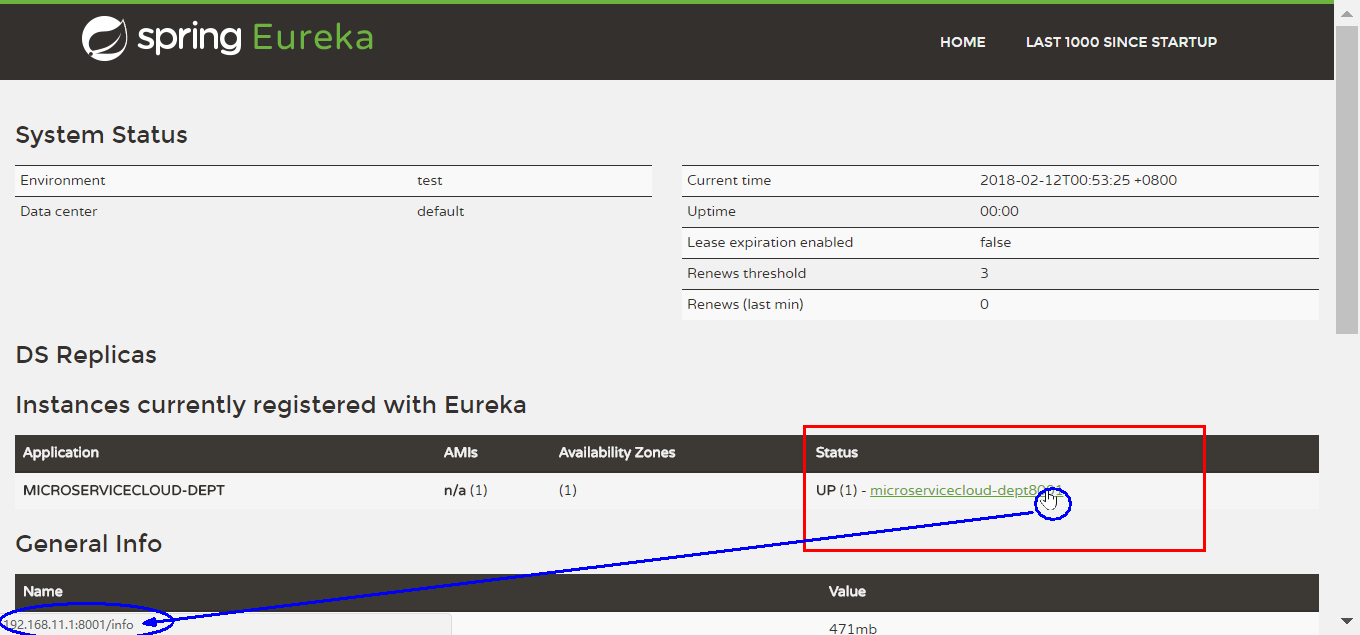 spring Eureka
HOME LAST 1000 SINCE STARTUP
System Status
Environment test
Data center default
Current time 2018-02-12T00:53:25 +0800
Uptime 00:00
Lease expiration enabled false
Renews threshold 3
Renews (last min) 0
DS Replicas
Instances currently registered with Eureka
Application AMIs Availability Zones Status
MICROSERVICECLOUD-DEPT n/a (1) (1) UP (1) - microservicecloud-dept8001
General Info
Name Value
471mb
192.168.11.1:8001/info